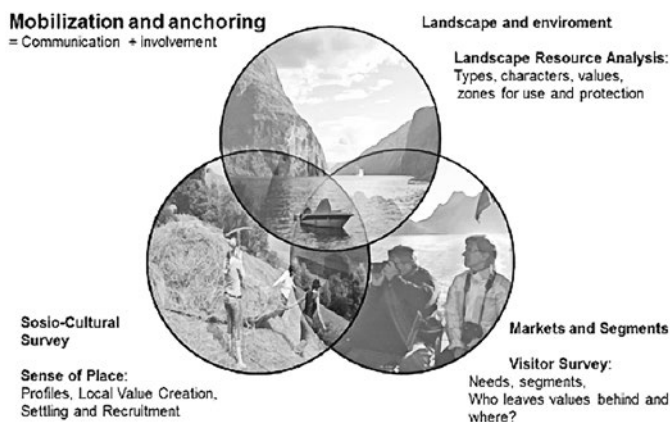 Mobilization and anchoring
= Communication + involvement
Landscape and enviroment
Landscape Resource Analysis:
Types, characters, values,
zones for use and protection
Sosio-Cultural
Survey
Sense of Place:
Profiles, Local Value Creation,
Settling and Recruitment
Markets and Segments
Visitor Survey:
Needs, segments,
Who leaves values behind and
where?